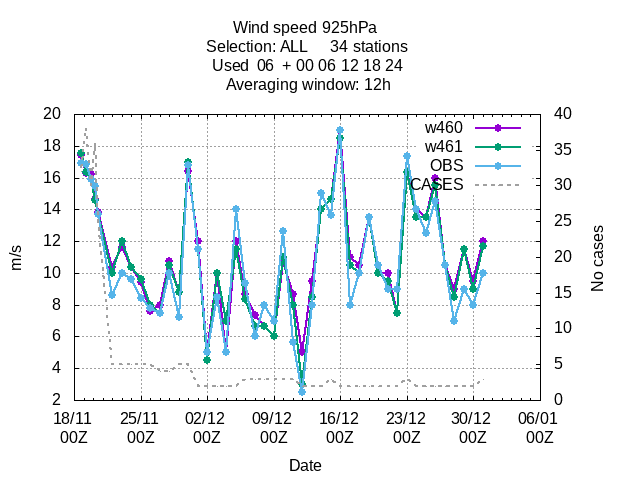 Wind speed 925hPa
Selection: ALL     34 stations
Used  06  + 00 06 12 18 24
Averaging window: 12h
20 40
w460
w461
OBS
CASES
18 35
16 30
14 25
12
10 20
8 15
6 10
4 5
2 0
m/s
No cases
18/11 25/11 02/12 09/12 16/12 23/12 30/12 06/01
00Z 00Z 00Z 00Z 00Z 00Z 00Z 00Z
Date